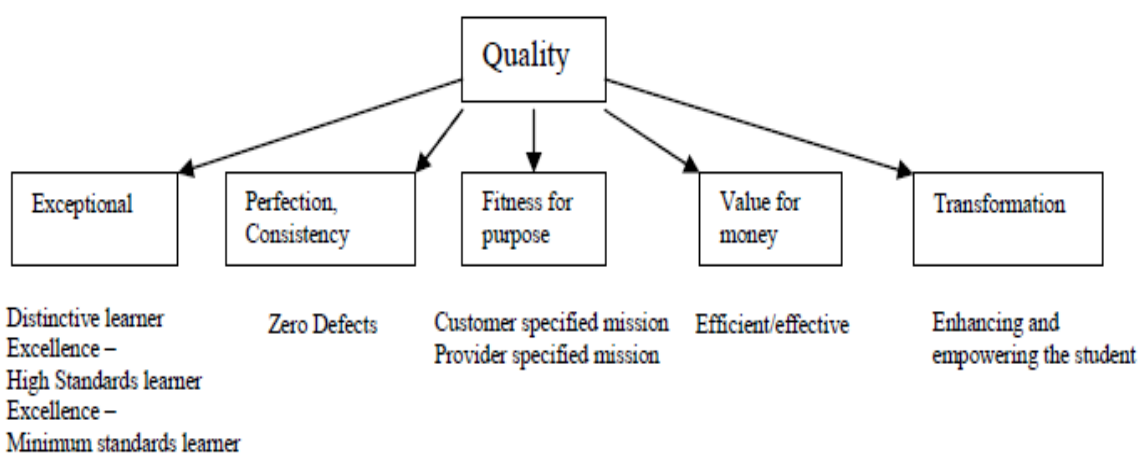 Quality
Exceptional
Perfection,
Consistency
Fitness for
purpose
Value for
money
Transformation
Distinctive learner
Excellence –
High Standards learner
Excellence –
Minimum standards learner
Zero Defects
Customer specified mission
Provider specified mission
Efficient/effective
Enhancing and
empowering the student